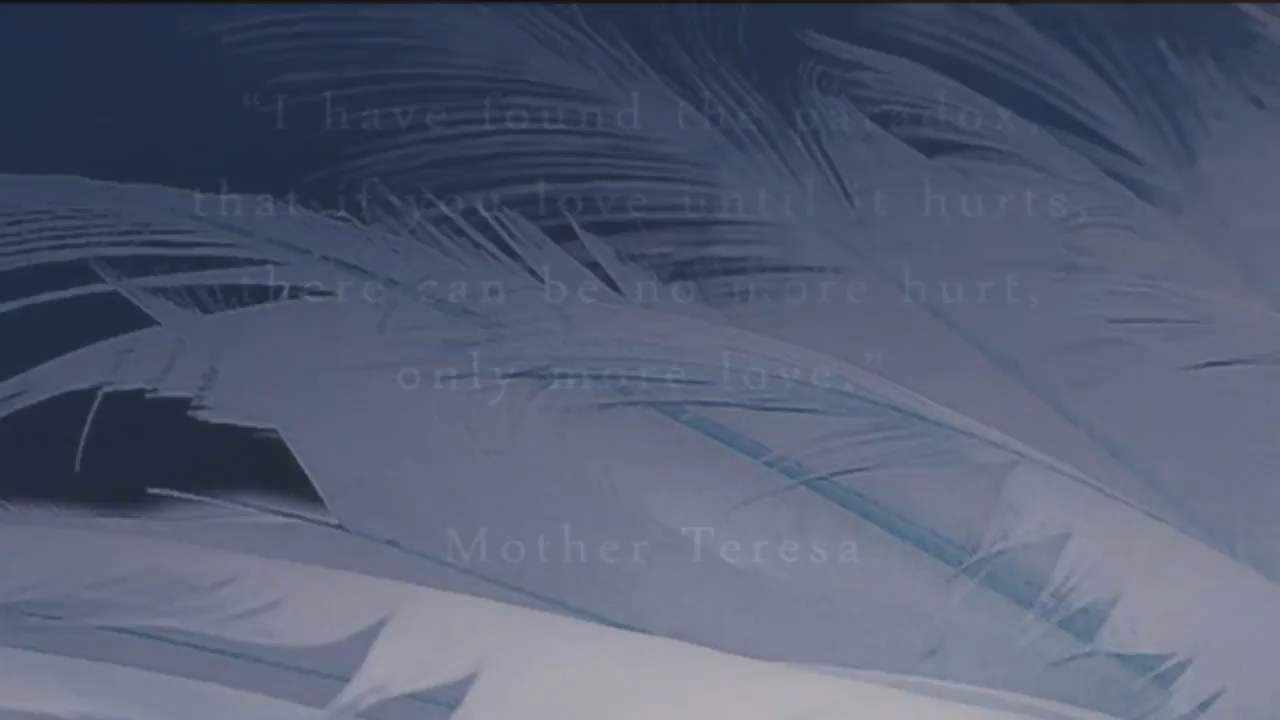 “I have found the paradox,
that if you love until it hurts,
there can be no more hurt,
only more love.”
Mother Teresa